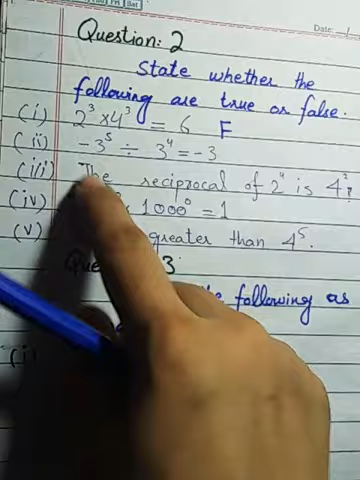 Date:
Question: 2
State whether the
following are true or false.
(i) 2³ × 4³ = 6 F
(ii) -3⁵ ÷ 3⁴ = -3
(iii) The reciprocal of 2⁴ is 4²?
(iv) × 1000⁰ = 1
(v) greater than 4⁵.
3
the following as
(i)